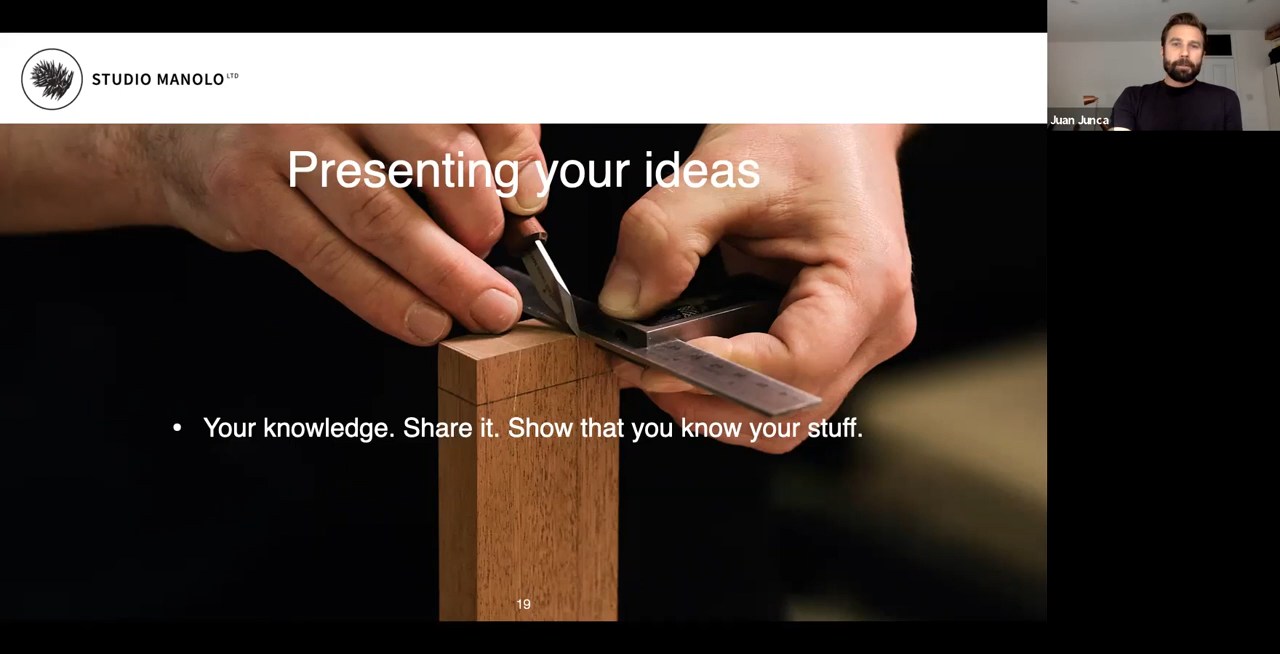 STUDIO MANOLO LTD
Juan Junca
Presenting your ideas
• Your knowledge. Share it. Show that you know your stuff.
19